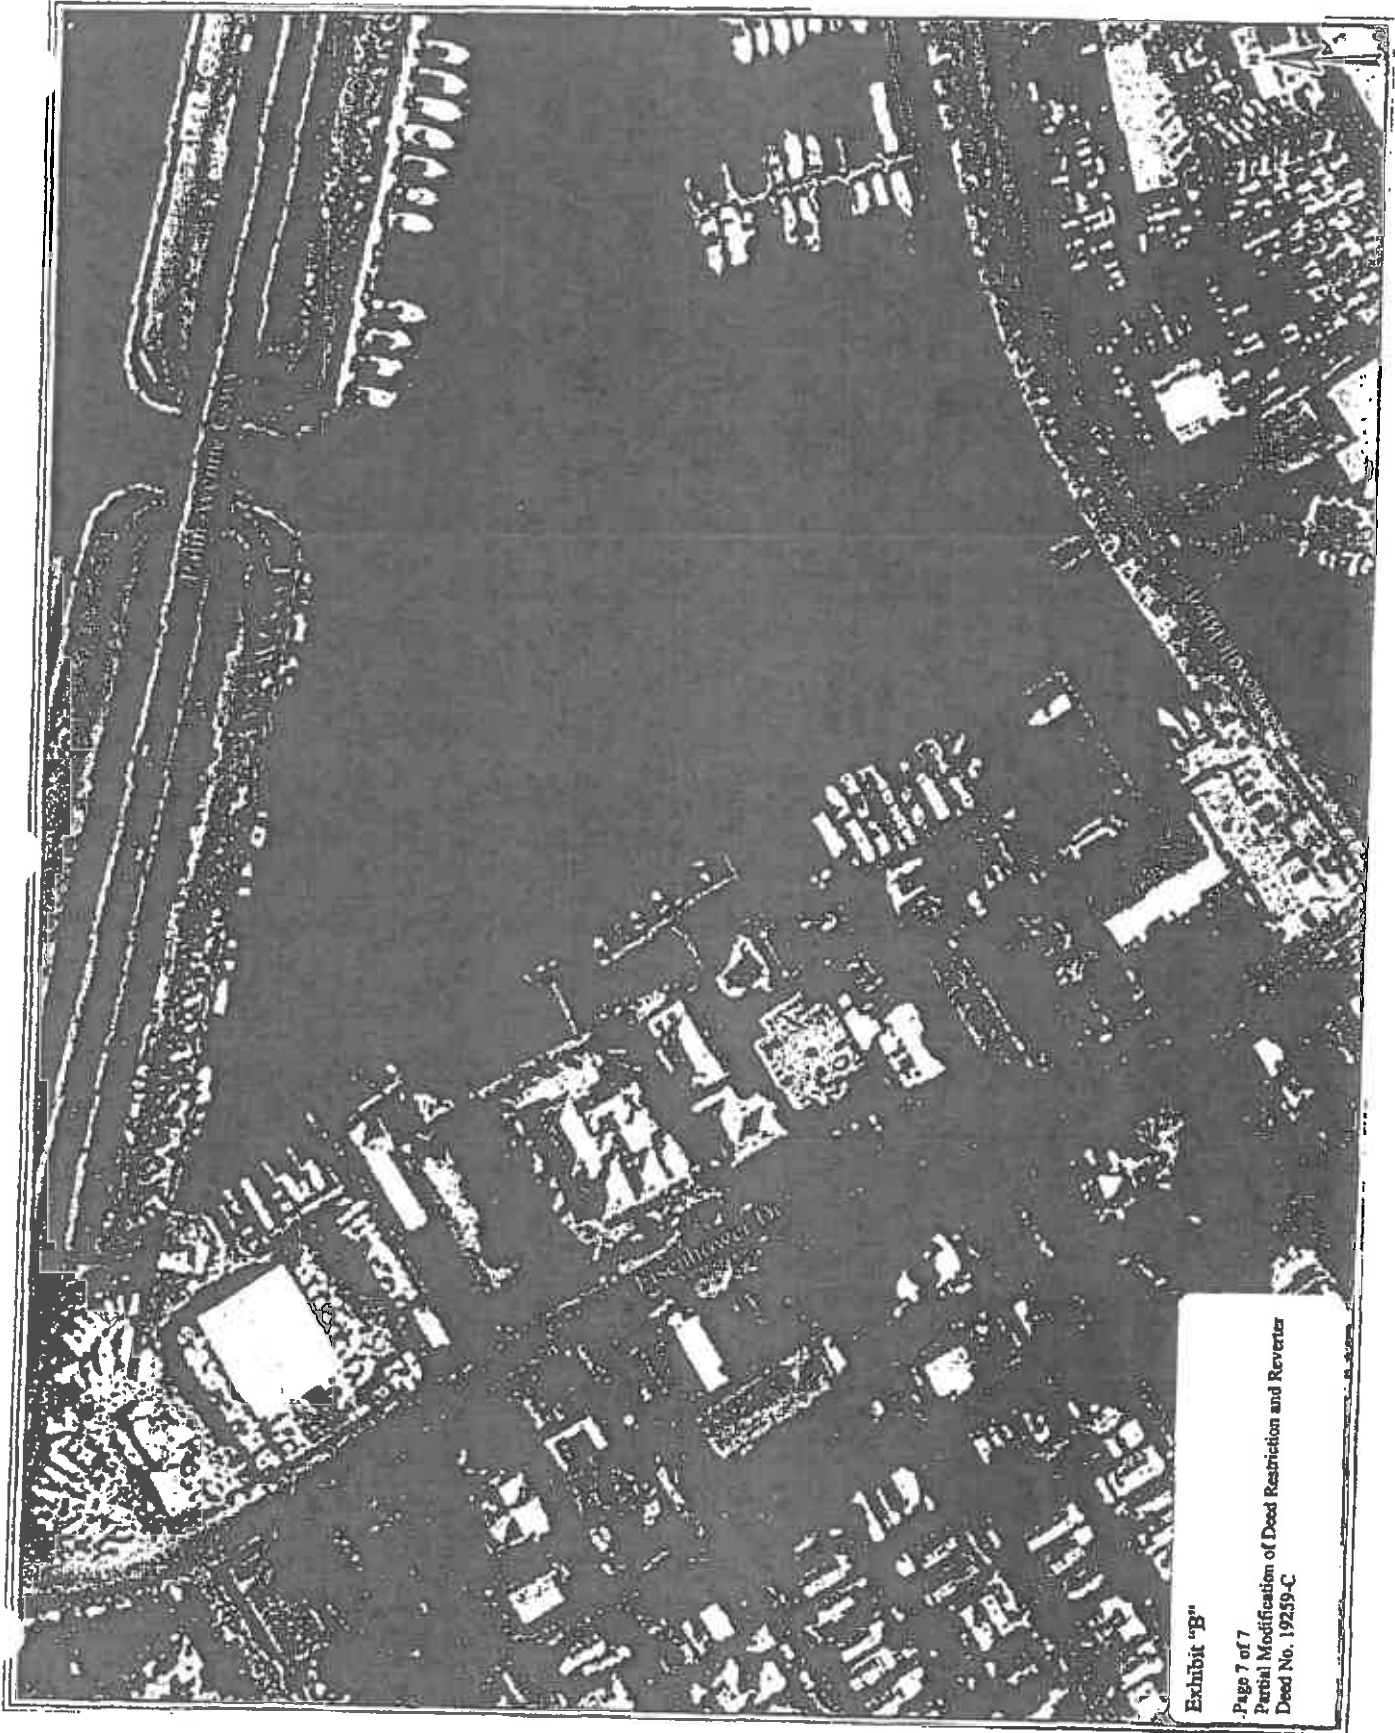 Eisenhower Dr
Exhibit "B"
Page 7 of 7
Partial Modification of Deed Restriction and Reverter
Deed No. 19259-C